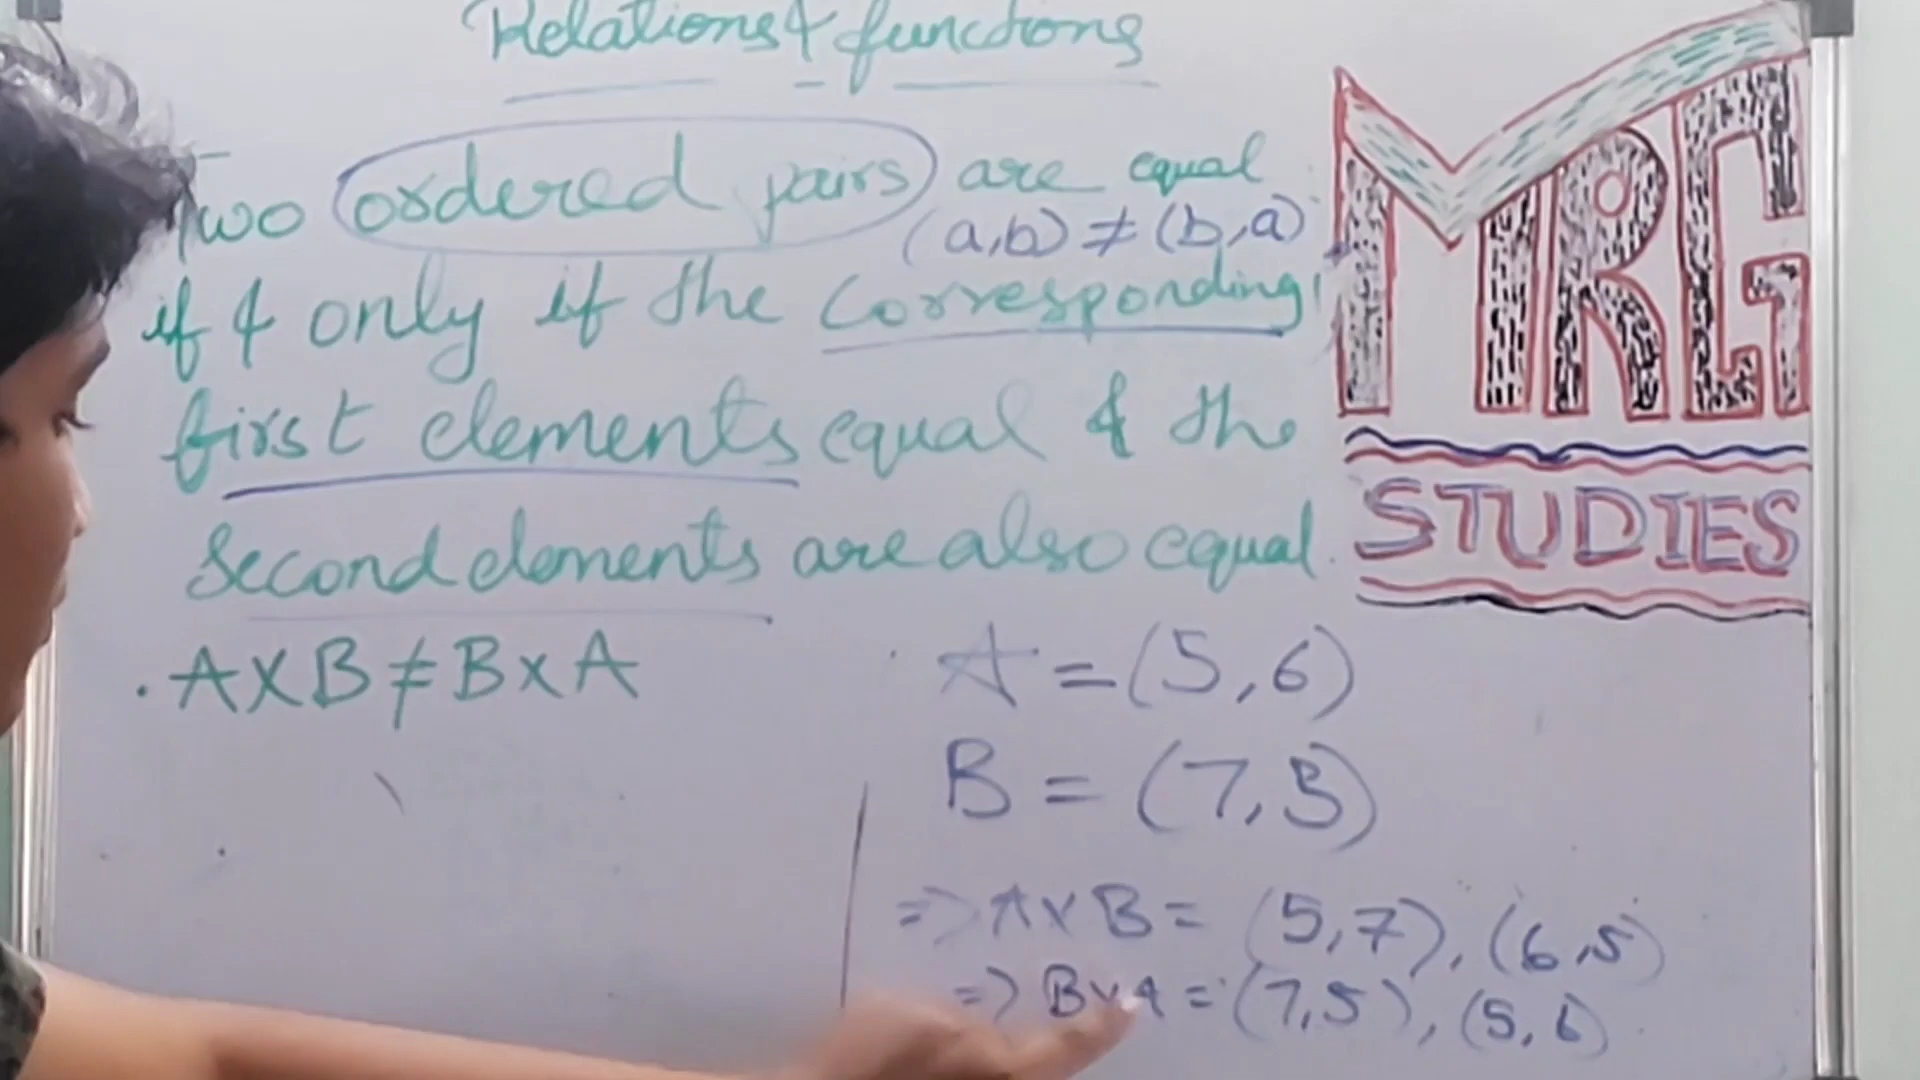 Relations & functions
Two ordered pairs are equal
(a,b) ≠ (b,a)
if & only if the Corresponding
first elements equal & the
Second elements are also equal.
. A X B ≠ B X A
A = (5,6)
B = (7,5)
=> A X B = (5,7), (6,5)
=> B X A = (7,5), (5,6)
MRG
STUDIES